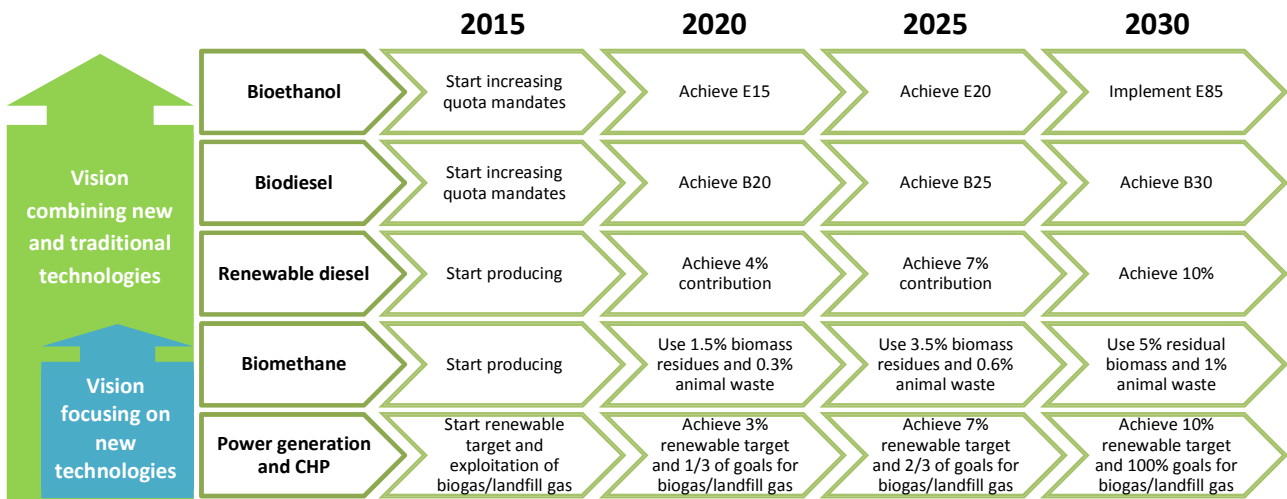 2015
2020
2025
2030
Bioethanol
Start increasing
quota mandates
Achieve E15
Achieve E20
Implement E85
Biodiesel
Start increasing
quota mandates
Achieve B20
Achieve B25
Achieve B30
Renewable diesel
Start producing
Achieve 4%
contribution
Achieve 7%
contribution
Achieve 10%
Biomethane
Start producing
Use 1.5% biomass
residues and 0.3%
animal waste
Use 3.5% biomass
residues and 0.6%
animal waste
Use 5% residual
biomass and 1%
animal waste
Power generation
and CHP
Start renewable
target and
exploitation of
biogas/landfill gas
Achieve 3%
renewable target
and 1/3 of goals for
biogas/landfill gas
Achieve 7%
renewable target
and 2/3 of goals for
biogas/landfill gas
Achieve 10%
renewable target
and 100% goals for
biogas/landfill gas
Vision
combining new
and traditional
technologies
Vision
focusing on
new
technologies